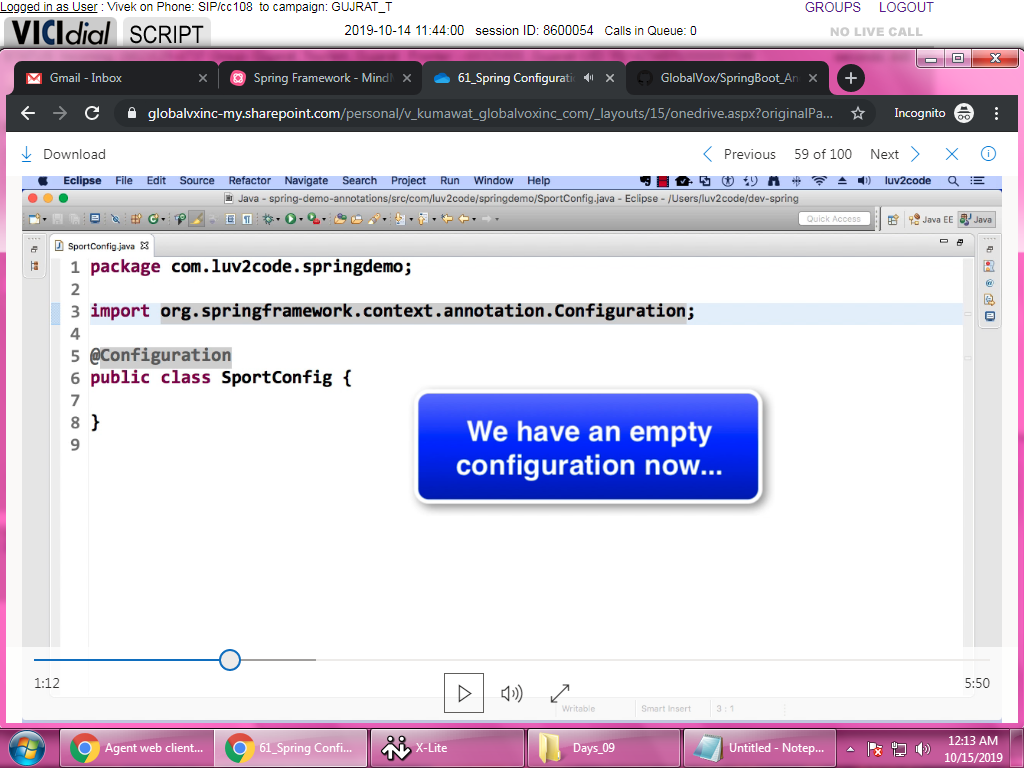 Logged in as User : Vivek on Phone: SIP/cc108 to campaign: GUJRAT_T
GROUPS LOGOUT
VICIdial SCRIPT
2019-10-14 11:44:00 session ID: 8600054 Calls in Queue: 0
NO LIVE CALL
Gmail - Inbox
Spring Framework - Mind
61_Spring Configurati
GlobalVox/SpringBoot_An
globalvxinc-my.sharepoint.com/personal/v_kumawat_globalvoxinc_com/_layouts/15/onedrive.aspx?originalPa...
Incognito
Download
Previous 59 of 100 Next
Eclipse File Edit Source Refactor Navigate Search Project Run Window Help
luv2code
Java - spring-demo-annotations/src/com/luv2code/springdemo/SportConfig.java - Eclipse - /Users/luv2code/dev-spring
Quick Access
Java EE
Java
SportConfig.java
1 package com.luv2code.springdemo;
2
3 import org.springframework.context.annotation.Configuration;
4
5 @Configuration
6 public class SportConfig {
7
8 }
9
We have an empty
configuration now...
1:12
5:50
Writable Smart Insert 3 : 1
Agent web client...
61_Spring Confi...
X-Lite
Days_09
Untitled - Notep...
12:13 AM
10/15/2019